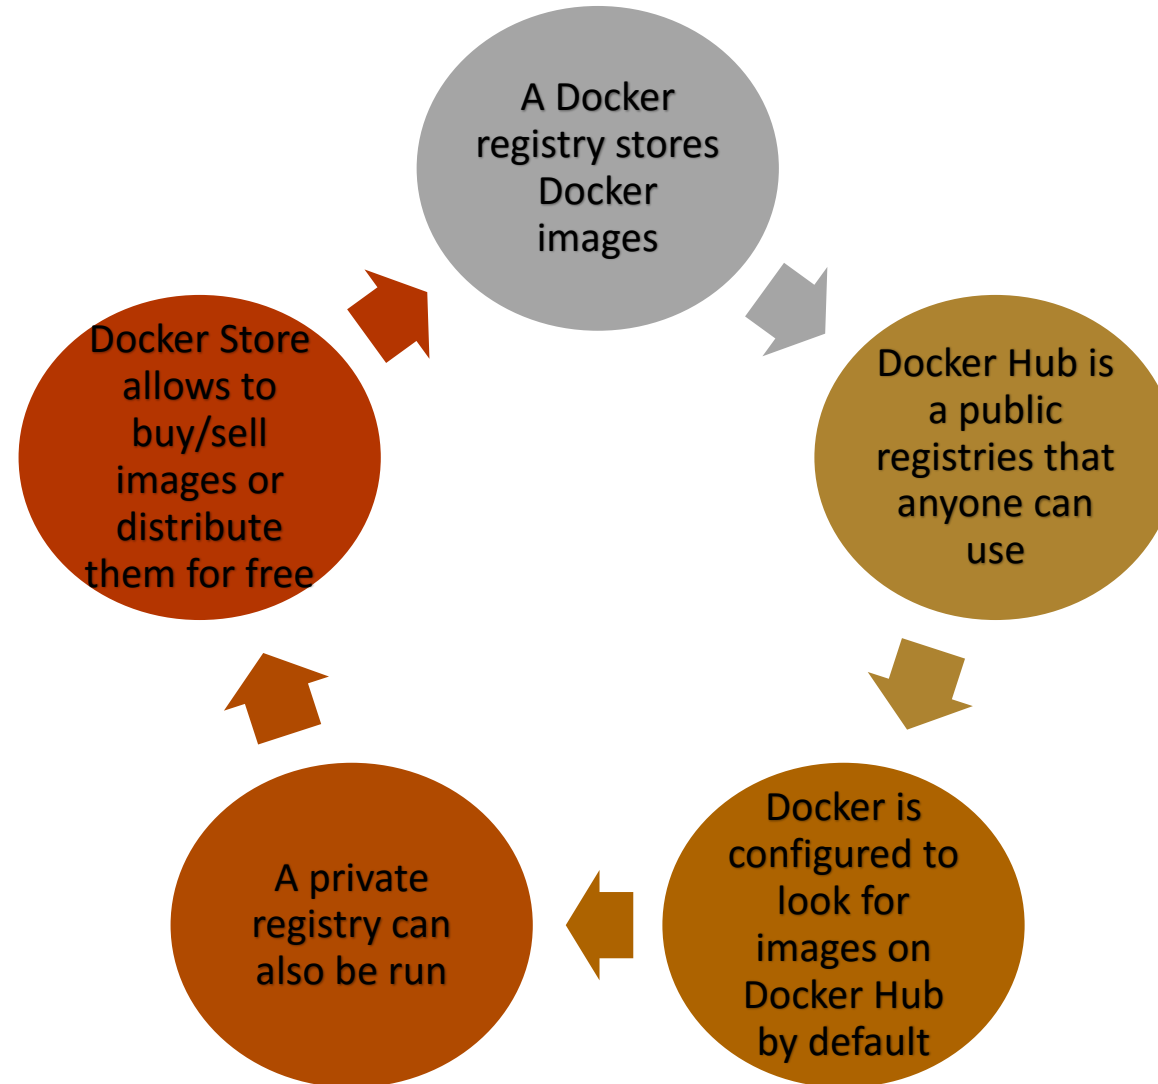 A Docker
registry stores
Docker
images
Docker Hub is
a public
registries that
anyone can
use
Docker is
configured to
look for
images on
Docker Hub
by default
A private
registry can
also be run
Docker Store
allows to
buy/sell
images or
distribute
them for free